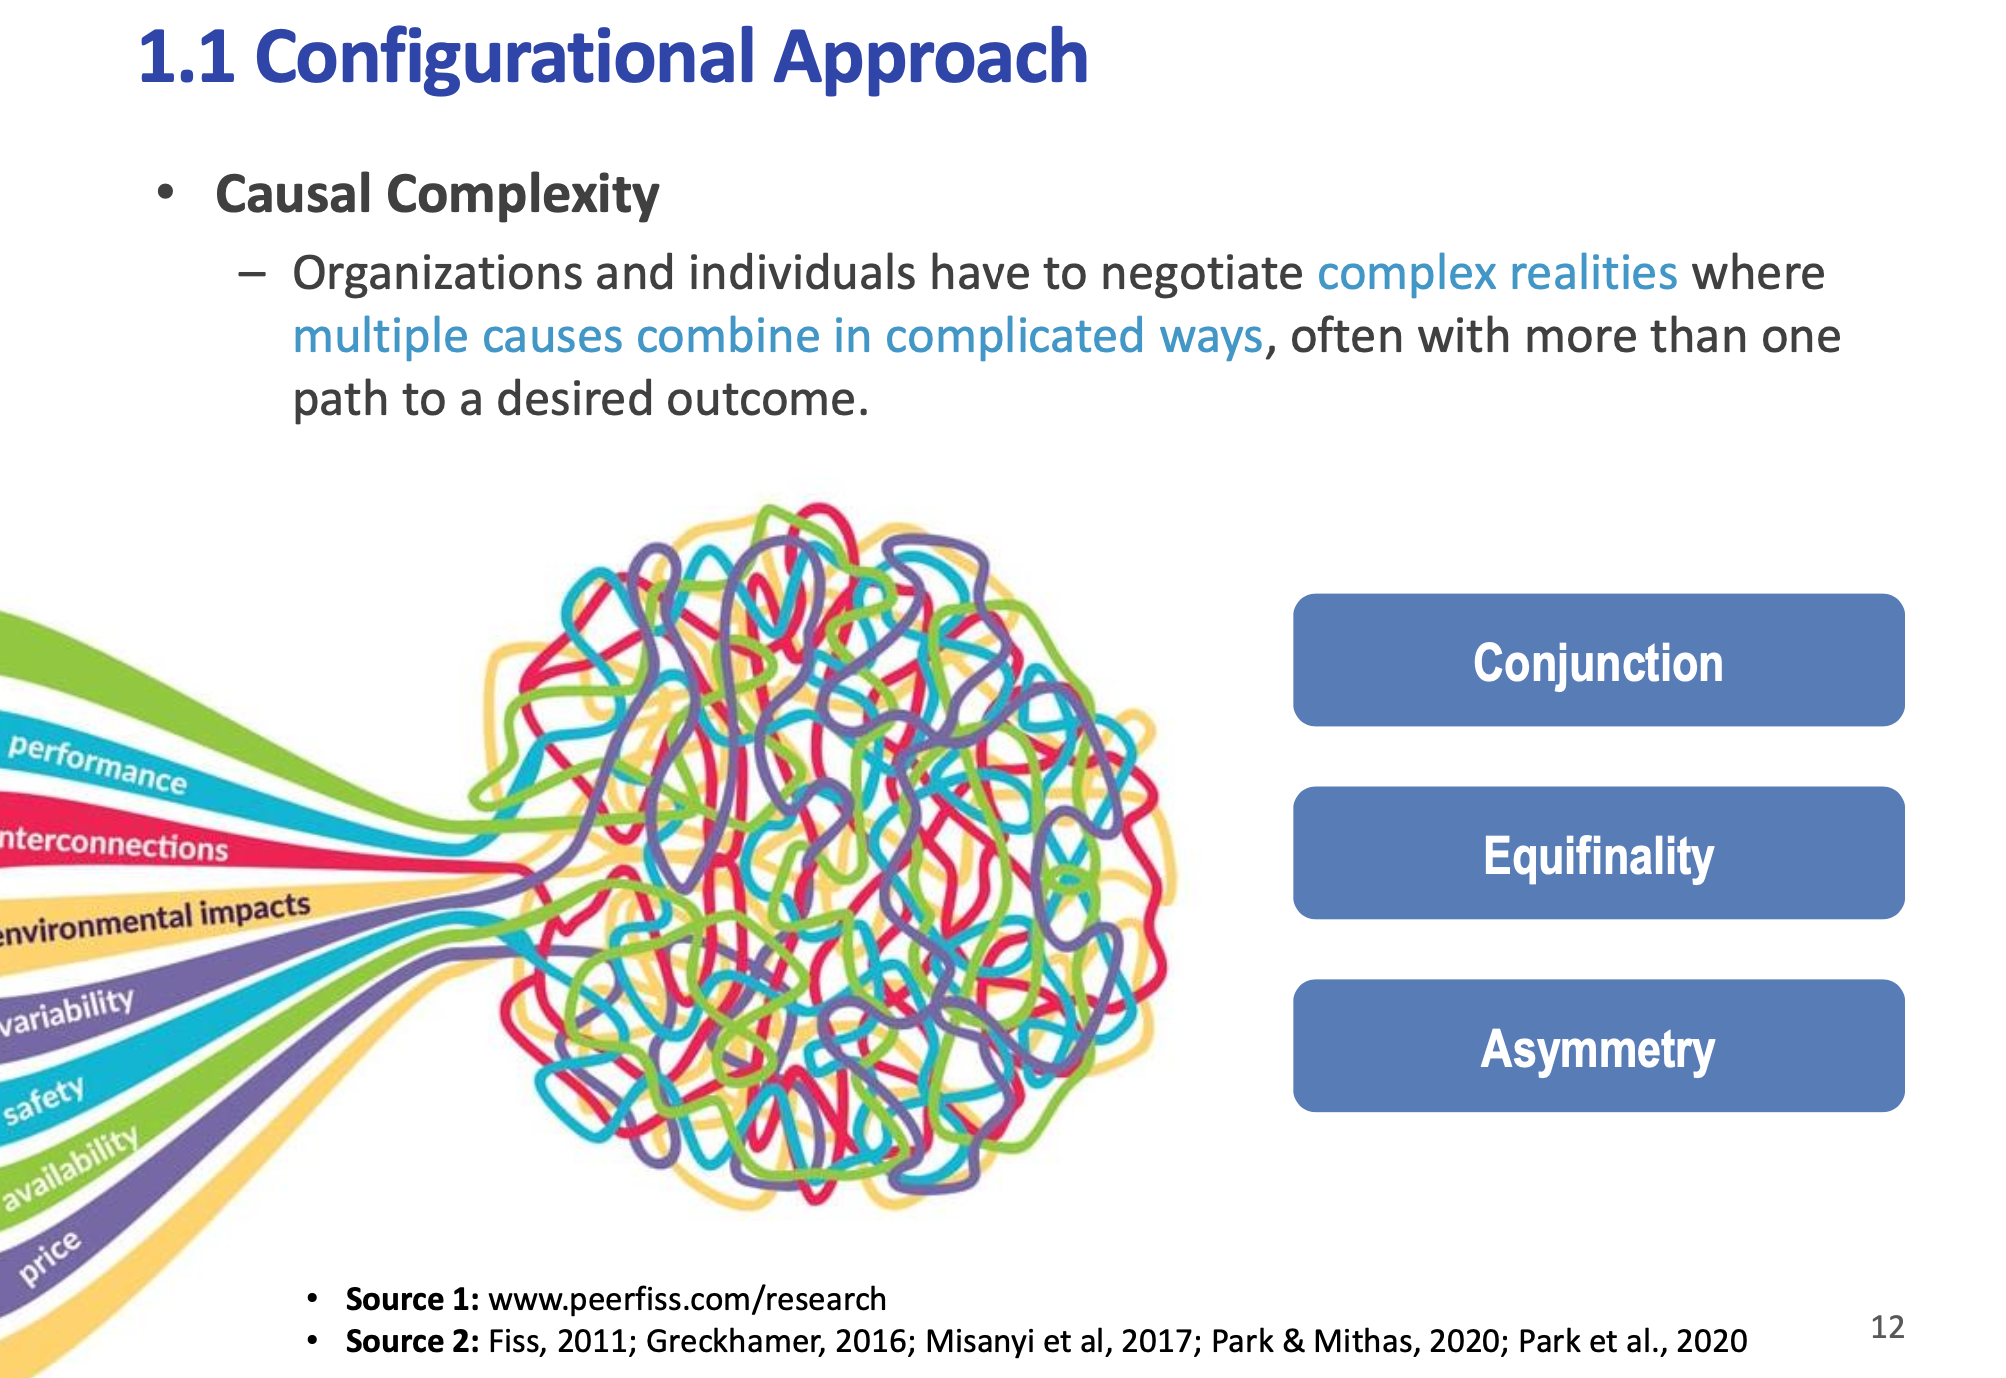 1.1 Configurational Approach
• Causal Complexity
– Organizations and individuals have to negotiate complex realities where
multiple causes combine in complicated ways, often with more than one
path to a desired outcome.
performance
nterconnections
environmental impacts
variability
safety
availability
price
Conjunction
Equifinality
Asymmetry
• Source 1: www.peerfiss.com/research
• Source 2: Fiss, 2011; Greckhamer, 2016; Misanyi et al, 2017; Park & Mithas, 2020; Park et al., 2020
12